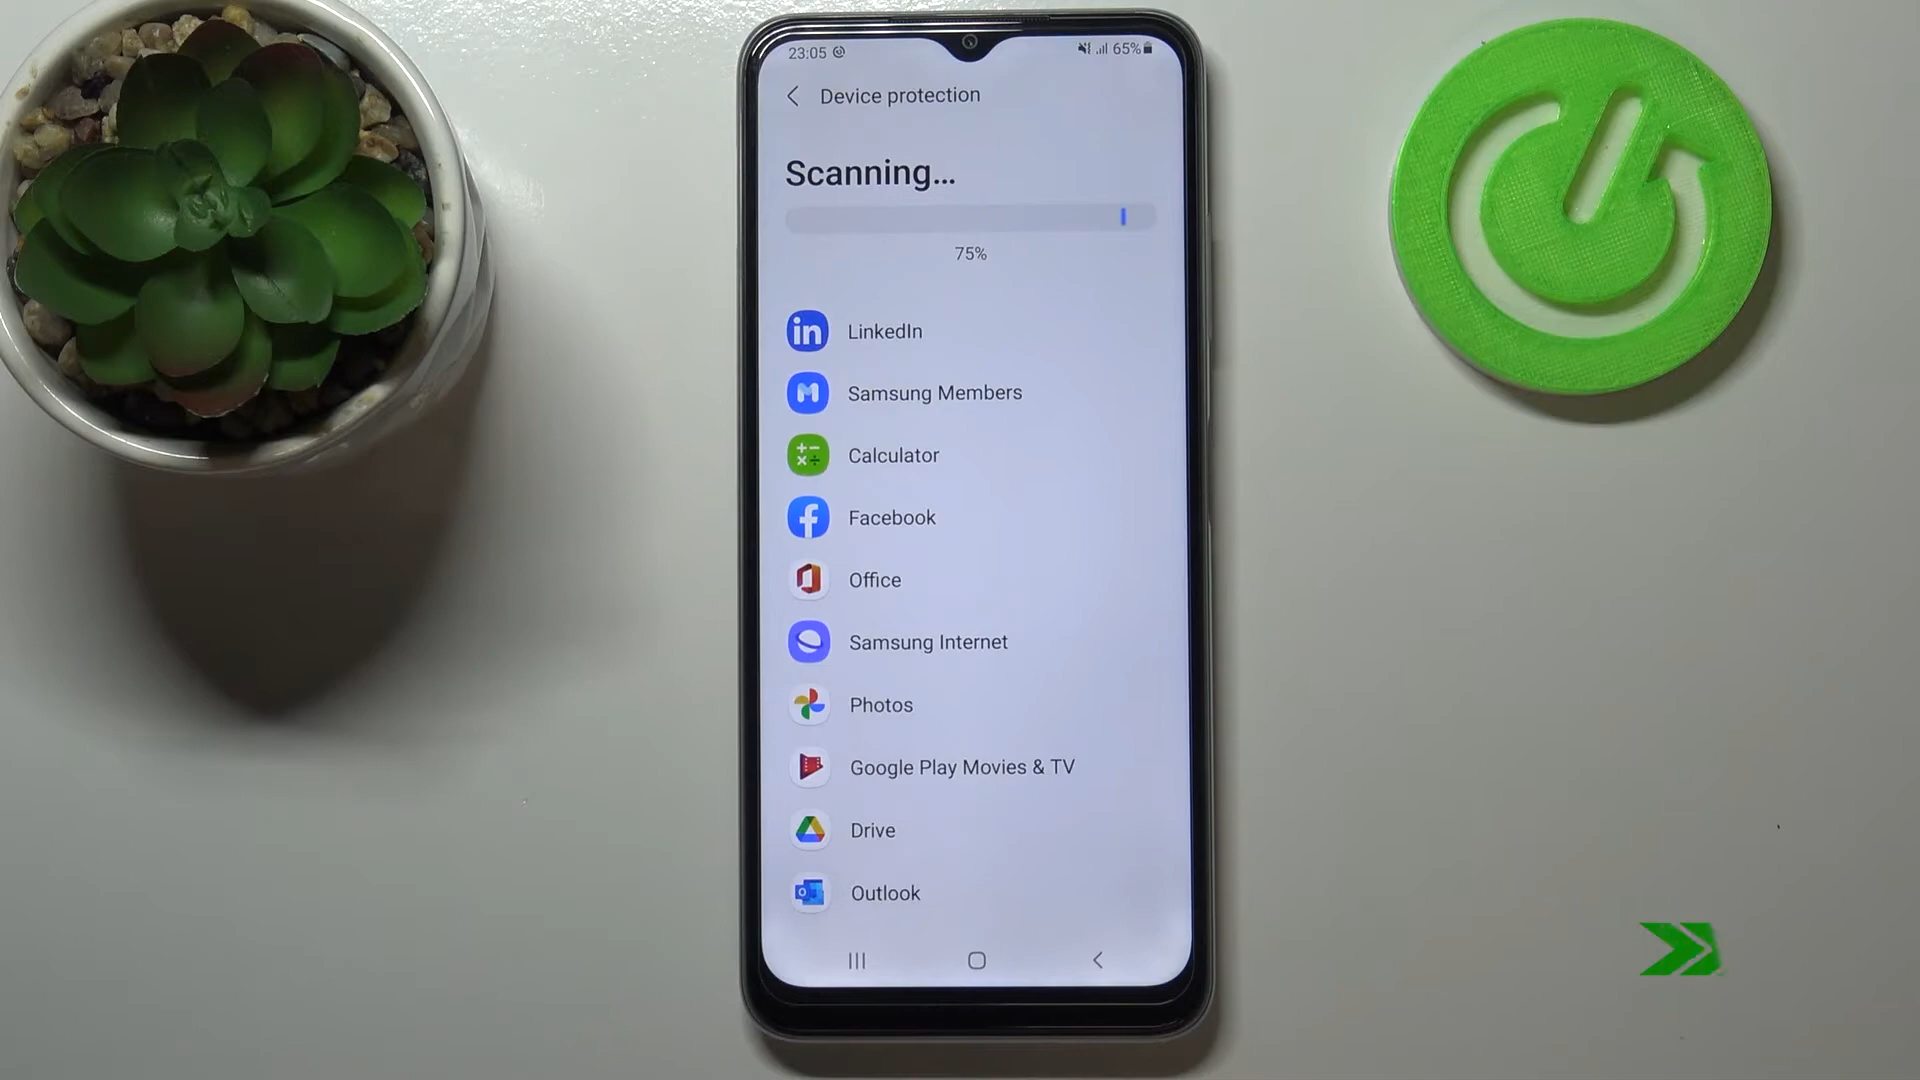 23:05
65%
Device protection
Scanning...
75%
LinkedIn
Samsung Members
Calculator
Facebook
Office
Samsung Internet
Photos
Google Play Movies & TV
Drive
Outlook